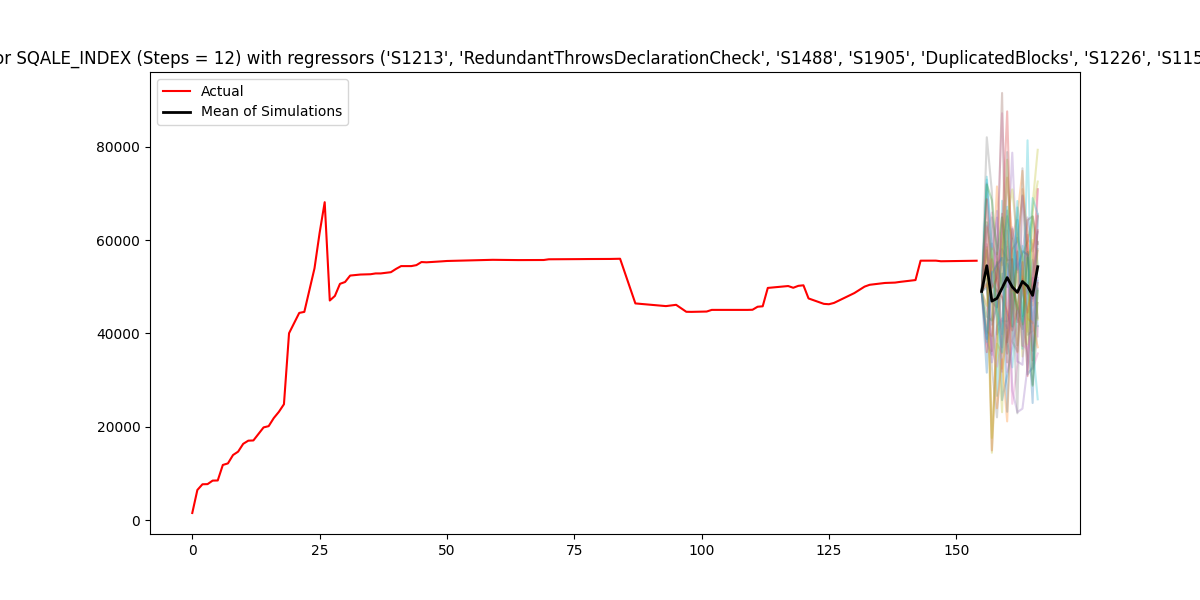 or SQALE_INDEX (Steps = 12) with regressors ('S1213', 'RedundantThrowsDeclarationCheck', 'S1488', 'S1905', 'DuplicatedBlocks', 'S1226', 'S115
Actual
Mean of Simulations
80000
60000
40000
20000
0
0 25 50 75 100 125 150